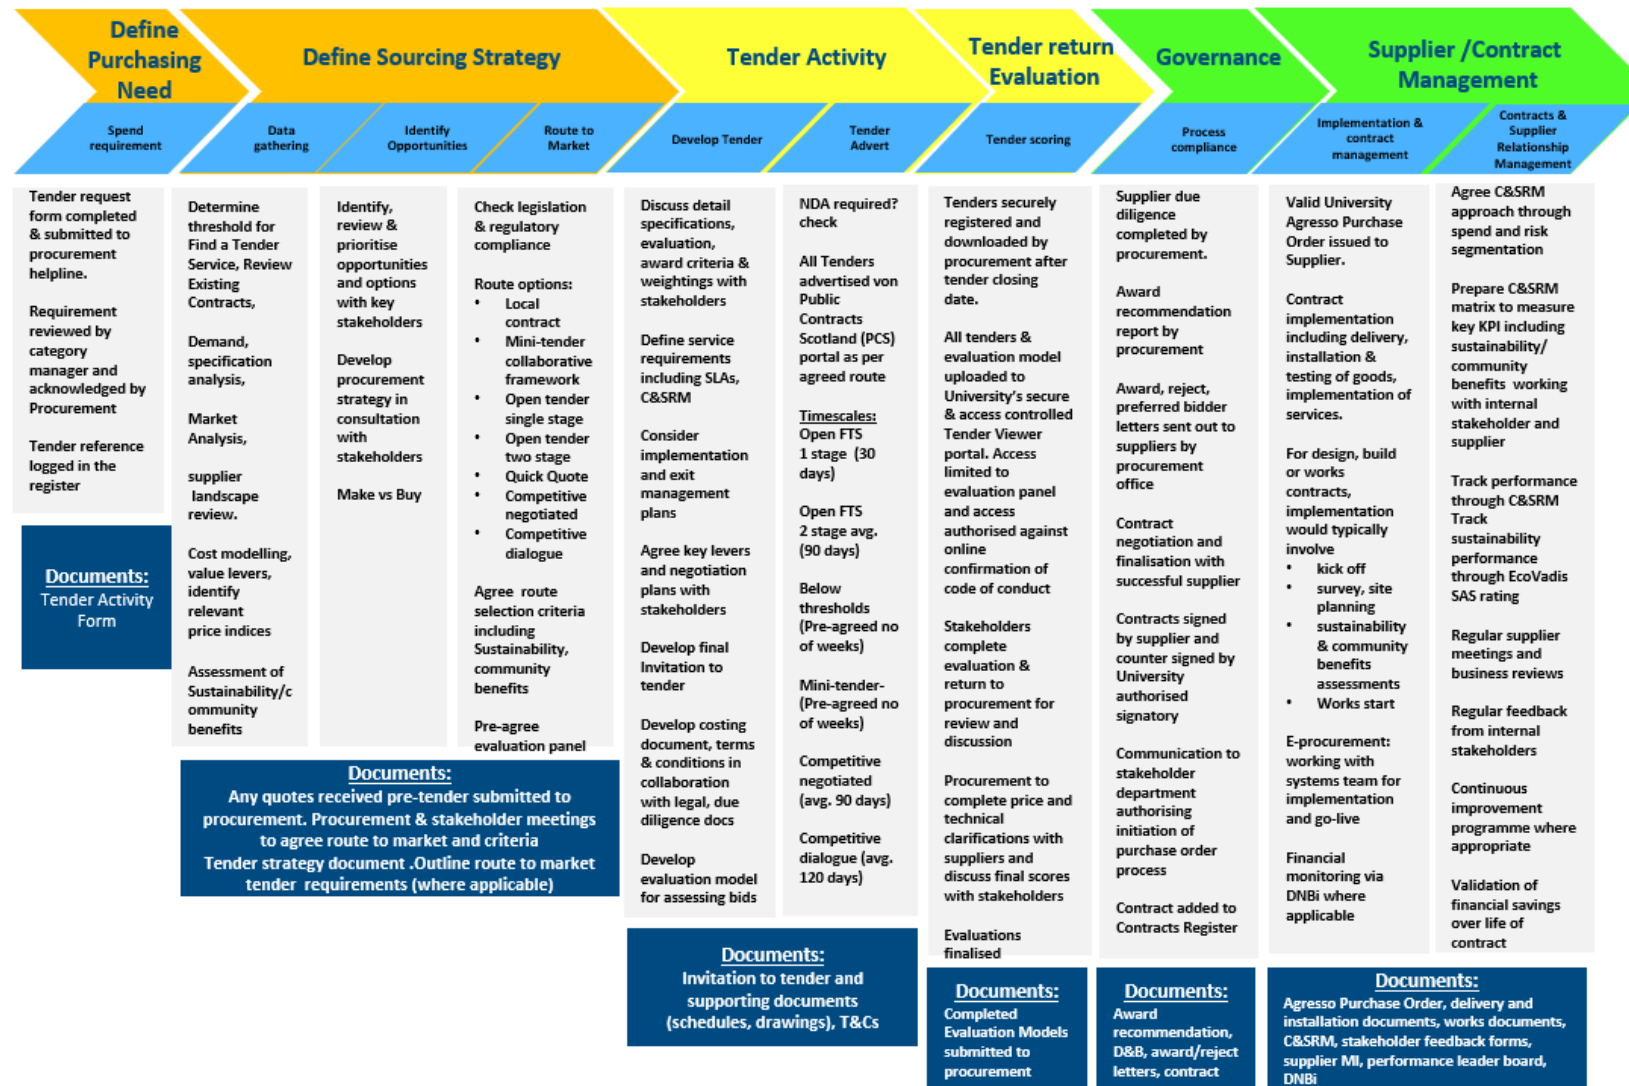 Define
Purchasing
Need
Define Sourcing Strategy
Tender Activity
Tender return
Evaluation
Governance
Supplier /Contract
Management
Spend
requirement
Data
gathering
Identify
Opportunities
Route to
Market
Develop Tender
Tender
Advert
Tender scoring
Process
compliance
Implementation &
contract
management
Contracts &
Supplier
Relationship
Management
Tender request
form completed
& submitted to
procurement
helpline.
Requirement
reviewed by
category
manager and
acknowledged by
Procurement
Tender reference
logged in the
register
Documents:
Tender Activity
Form
Determine
threshold for
Find a Tender
Service, Review
Existing
Contracts,
Demand,
specification
analysis,
Market
Analysis,
supplier
landscape
review.
Cost modelling,
value levers,
identify
relevant
price indices
Assessment of
Sustainability/c
ommunity
benefits
Identify,
review &
prioritise
opportunities
and options
with key
stakeholders
Develop
procurement
strategy in
consultation
with
stakeholders
Make vs Buy
Check legislation
& regulatory
compliance
Route options:
• Local
contract
• Mini-tender
collaborative
framework
• Open tender
single stage
• Open tender
two stage
• Quick Quote
• Competitive
negotiated
• Competitive
dialogue
Agree route
selection criteria
including
Sustainability,
community
benefits
Pre-agree
evaluation panel
Documents:
Any quotes received pre-tender submitted to
procurement. Procurement & stakeholder meetings
to agree route to market and criteria
Tender strategy document .Outline route to market
tender requirements (where applicable)
Discuss detail
specifications,
evaluation,
award criteria &
weightings with
stakeholders
Define service
requirements
including SLAs,
C&SRM
Consider
implementation
and exit
management
plans
Agree key levers
and negotiation
plans with
stakeholders
Develop final
Invitation to
tender
Develop costing
document, terms
& conditions in
collaboration
with legal, due
diligence docs
Develop
evaluation model
for assessing bids
NDA required?
check
All Tenders
advertised von
Public
Contracts
Scotland (PCS)
portal as per
agreed route
Timescales:
Open FTS
1 stage (30
days)
Open FTS
2 stage avg.
(90 days)
Below
thresholds
(Pre-agreed no
of weeks)
Mini-tender-
(Pre-agreed no
of weeks)
Competitive
negotiated
(avg. 90 days)
Competitive
dialogue (avg.
120 days)
Documents:
Invitation to tender and
supporting documents
(schedules, drawings), T&Cs
Tenders securely
registered and
downloaded by
procurement after
tender closing
date.
All tenders &
evaluation model
uploaded to
University's secure
& access controlled
Tender Viewer
portal. Access
limited to
evaluation panel
and access
authorised against
online
confirmation of
code of conduct
Stakeholders
complete
evaluation &
return to
procurement for
review and
discussion
Procurement to
complete price and
technical
clarifications with
suppliers and
discuss final scores
with stakeholders
Evaluations
finalised
Documents:
Completed
Evaluation Models
submitted to
procurement
Supplier due
diligence
completed by
procurement.
Award
recommendation
report by
procurement
Award, reject,
preferred bidder
letters sent out to
suppliers by
procurement
office
Contract
negotiation and
finalisation with
successful supplier
Contracts signed
by supplier and
counter signed by
University
authorised
signatory
Communication to
stakeholder
department
authorising
initiation of
purchase order
process
Contract added to
Contracts Register
Documents:
Award
recommendation,
D&B, award/reject
letters, contract
Valid University
Agresso Purchase
Order issued to
Supplier.
Contract
implementation
including delivery,
installation &
testing of goods,
implementation of
services.
For design, build
or works
contracts,
implementation
would typically
involve
• kick off
• survey, site
planning
• sustainability
& community
benefits
assessments
• Works start
E-procurement:
working with
systems team for
implementation
and go-live
Financial
monitoring via
DNBi where
applicable
Agree C&SRM
approach through
spend and risk
segmentation
Prepare C&SRM
matrix to measure
key KPI including
sustainability/
community
benefits working
with internal
stakeholder and
supplier
Track performance
through C&SRM
Track
sustainability
performance
through EcoVadis
SAS rating
Regular supplier
meetings and
business reviews
Regular feedback
from internal
stakeholders
Continuous
improvement
programme where
appropriate
Validation of
financial savings
over life of
contract
Documents:
Agresso Purchase Order, delivery and
installation documents, works documents,
C&SRM, stakeholder feedback forms,
supplier MI, performance leader board,
DNBi